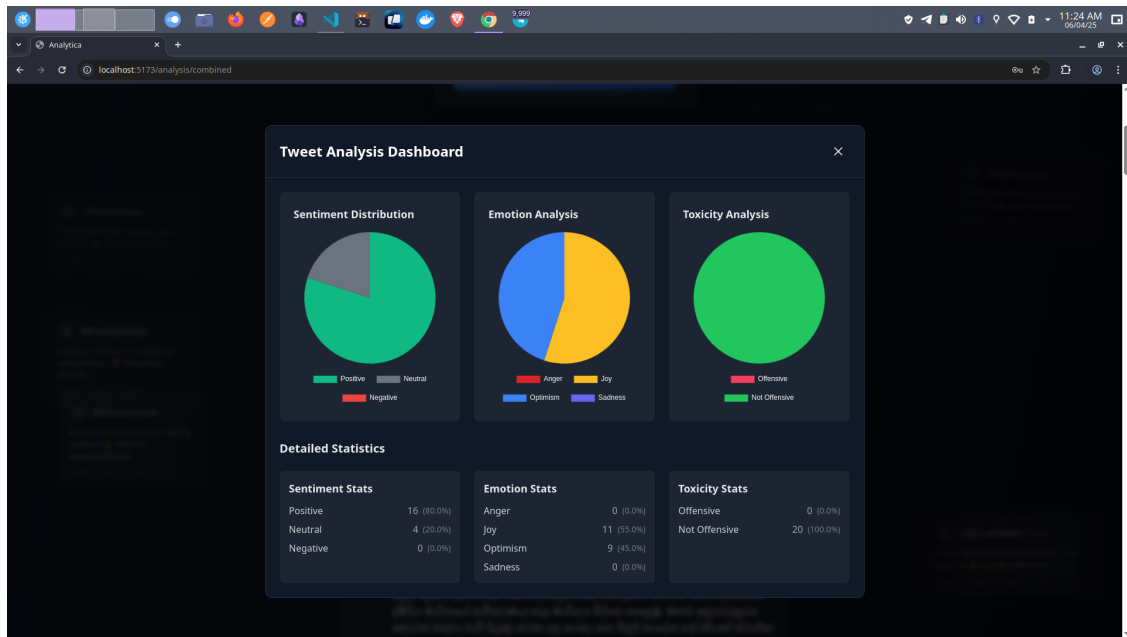 9.999
11:24 AM
06/04/25
Analytica
localhost:5173/analysis/combined
Tweet Analysis Dashboard
Sentiment Distribution
Positive
Neutral
Negative
Emotion Analysis
Anger
Joy
Optimism
Sadness
Toxicity Analysis
Offensive
Not Offensive
Detailed Statistics
Sentiment Stats
Positive 16 (80.0%)
Neutral 4 (20.0%)
Negative 0 (0.0%)
Emotion Stats
Anger 0 (0.0%)
Joy 11 (55.0%)
Optimism 9 (45.0%)
Sadness 0 (0.0%)
Toxicity Stats
Offensive 0 (0.0%)
Not Offensive 20 (100.0%)